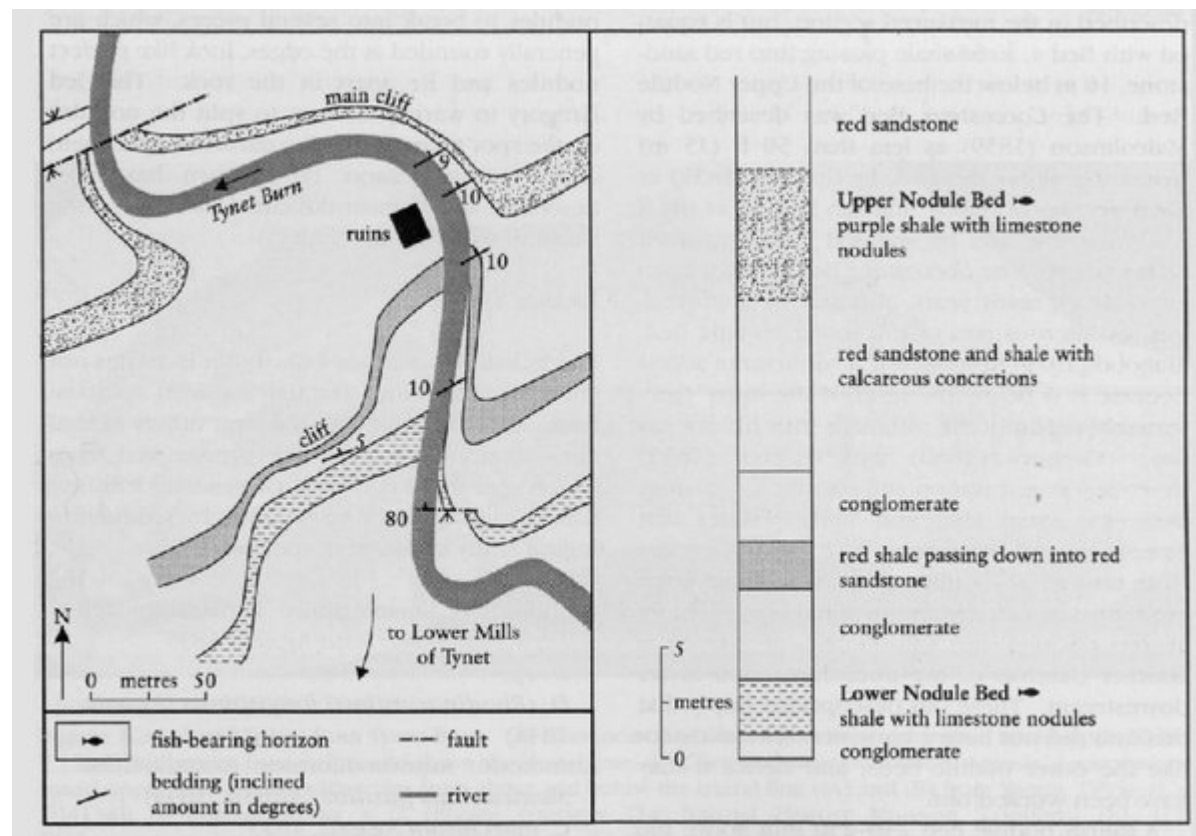 main cliff
9
10
Tynet Burn
ruins
10
10
cliff
5
80
N
to Lower Mills
of Tynet
0 metres 50
fish-bearing horizon
fault
bedding (inclined
amount in degrees)
river
red sandstone
Upper Nodule Bed
purple shale with limestone
nodules
red sandstone and shale with
calcareous concretions
conglomerate
red shale passing down into red
sandstone
conglomerate
5
metres
0
Lower Nodule Bed
shale with limestone nodules
conglomerate